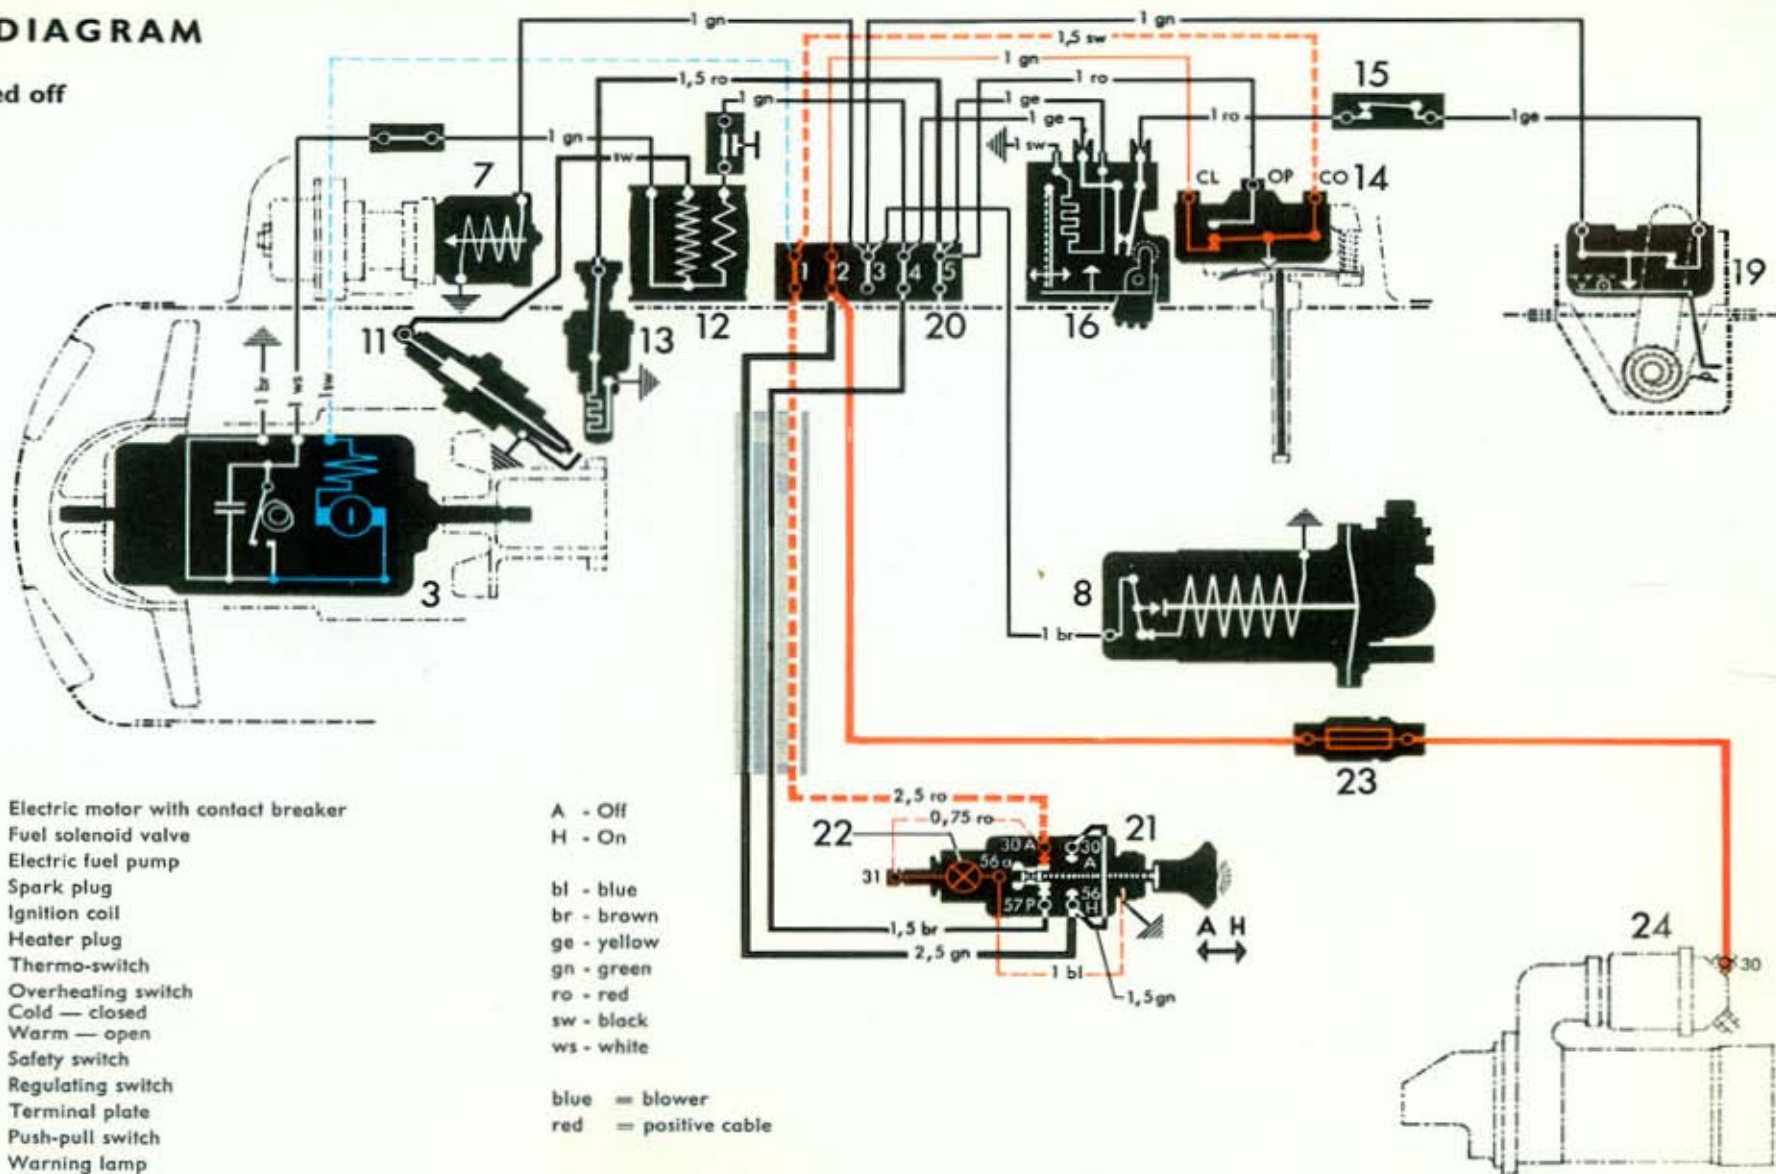 DIAGRAM
ed off
1 gn
1 gn
1,5 sw
1 gn
1,5 ro
1 ro
15
1 gn
1 ge
1 gn
1 ge
1 ro
1ge
sw
1 sw
7
CL
OP
CO
14
1
2
3
4
5
19
11
13
12
20
16
1 br
1 ws
1sw
3
8
1 br
23
2,5 ro
0,75 ro
22
21
30 A
30
A
56 a
31
57 P
56
H
1,5 br
2,5 gn
1 bl
1,5gn
A H
24
30
Electric motor with contact breaker
Fuel solenoid valve
Electric fuel pump
Spark plug
Ignition coil
Heater plug
Thermo-switch
Overheating switch
Cold — closed
Warm — open
Safety switch
Regulating switch
Terminal plate
Push-pull switch
Warning lamp
A - Off
H - On
bl - blue
br - brown
ge - yellow
gn - green
ro - red
sw - black
ws - white
blue = blower
red = positive cable